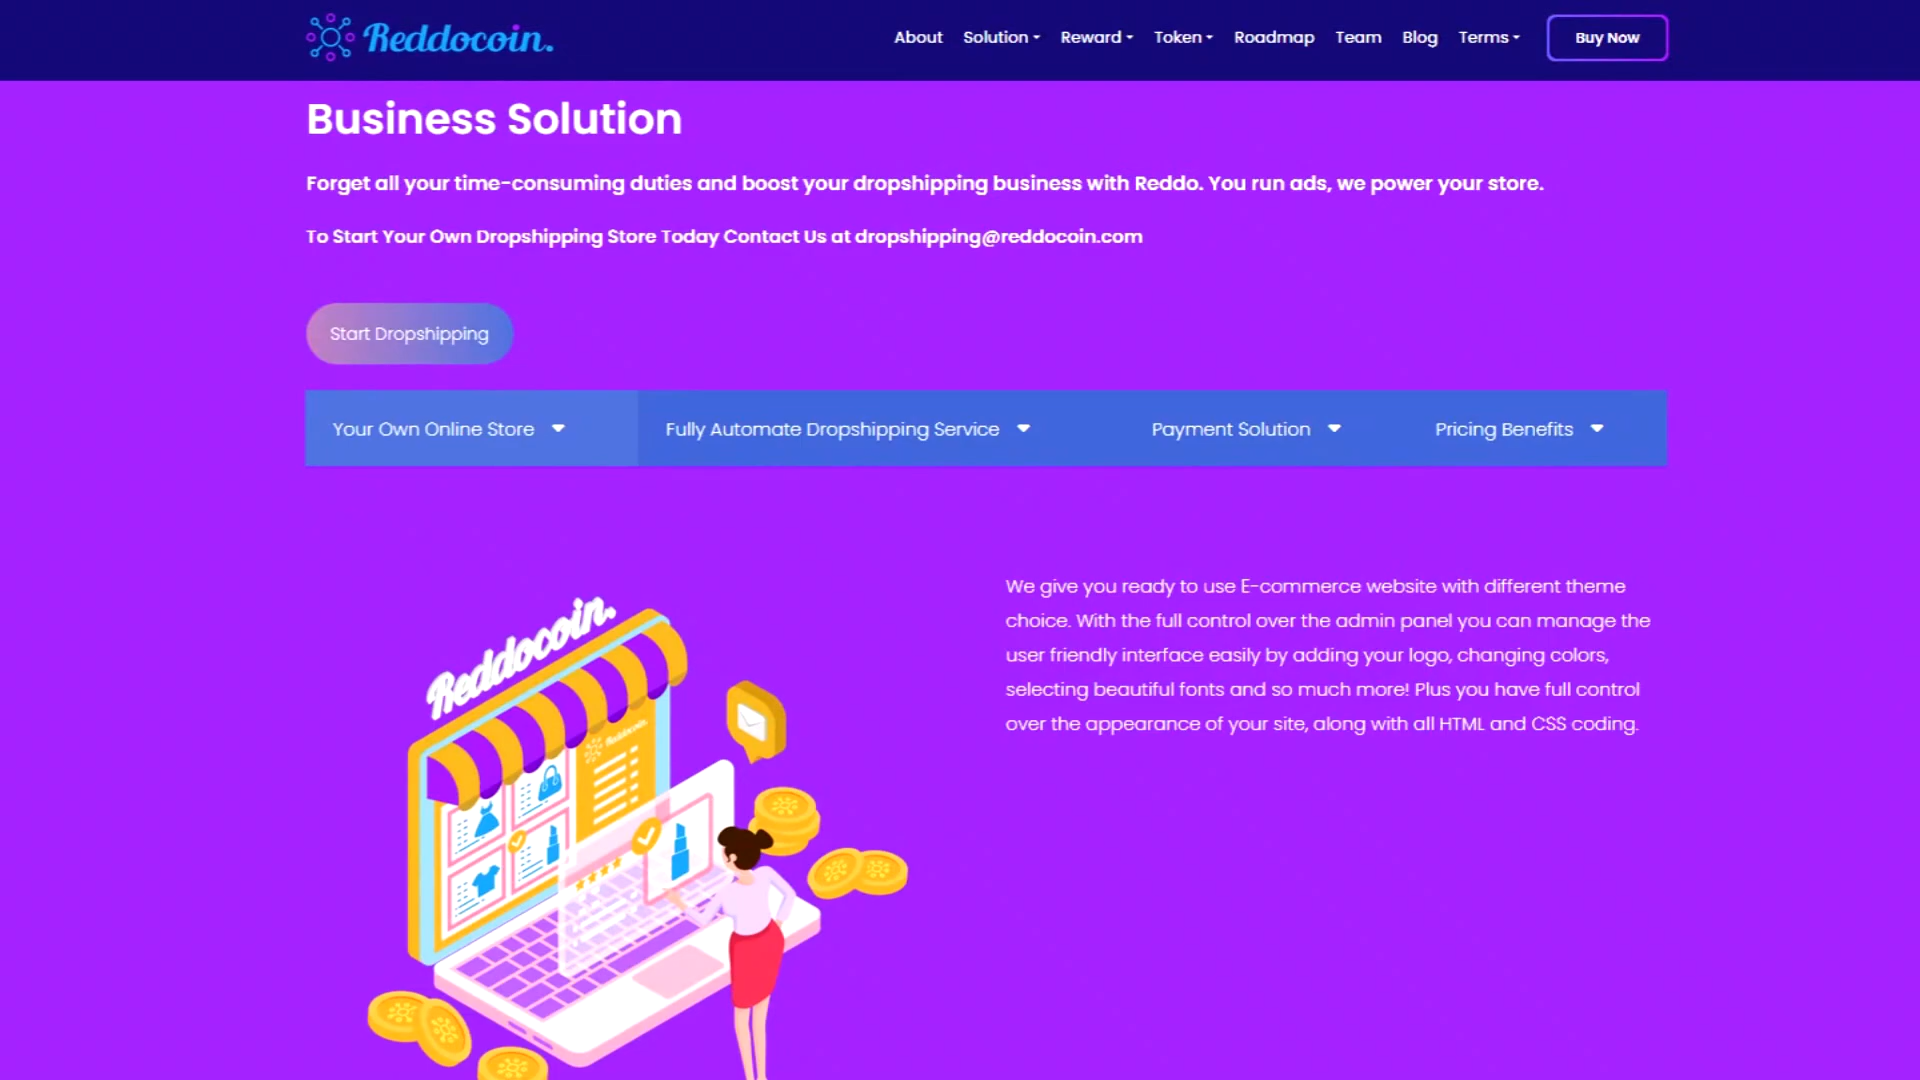 Reddocoin.
About Solution Reward Token Roadmap Team Blog Terms Buy Now
Business Solution
Forget all your time-consuming duties and boost your dropshipping business with Reddo. You run ads, we power your store.
To Start Your Own Dropshipping Store Today Contact Us at dropshipping@reddocoin.com
Start Dropshipping
Your Own Online Store Fully Automate Dropshipping Service Payment Solution Pricing Benefits
We give you ready to use E-commerce website with different theme
choice. With the full control over the admin panel you can manage the
user friendly interface easily by adding your logo, changing colors,
selecting beautiful fonts and so much more! Plus you have full control
over the appearance of your site, along with all HTML and CSS coding.
Reddocoin.
Reddocoin.